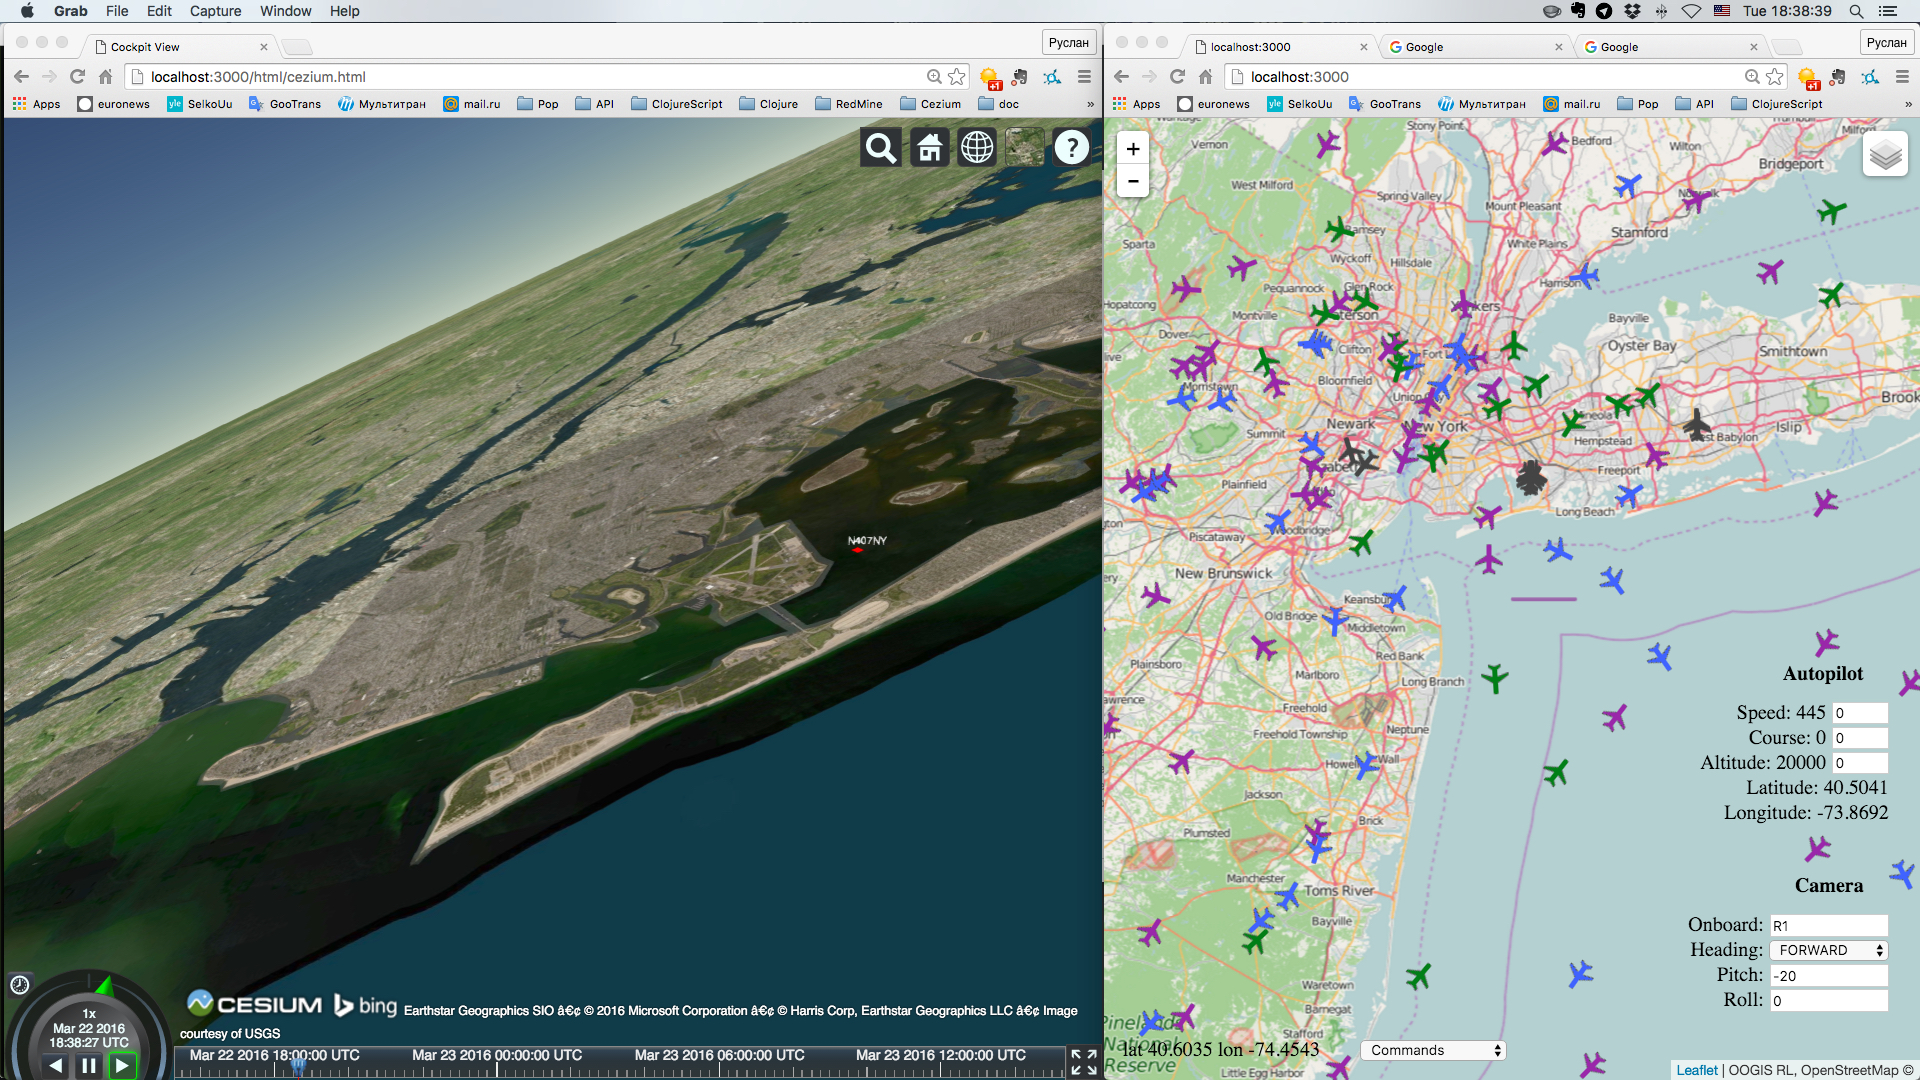 Grab File Edit Capture Window Help
Tue 18:38:39
Cockpit View
Руслан
localhost:3000/html/cezium.html
+1
Apps euronews yle SelkoUu GooTrans Мультитран mail.ru Pop API ClojureScript Clojure RedMine Cezium doc »
?
N407NY
1x
Mar 22 2016
18:38:27 UTC
CESIUM bing Earthstar Geographics SIO â€¢ © 2016 Microsoft Corporation â€¢ © Harris Corp, Earthstar Geographics LLC â€¢ Image
courtesy of USGS
Mar 22 2016 18:00:00 UTC Mar 23 2016 00:00:00 UTC Mar 23 2016 06:00:00 UTC Mar 23 2016 12:00:00 UTC
localhost:3000 Google Google
Руслан
localhost:3000
+1
Apps euronews yle SelkoUu GooTrans Мультитран mail.ru Pop API ClojureScript »
+
-
Stony Point
Vernon
Bedford
Wilton
Milford
Bridgeport
West Milford
Spring Valley
Mount Pleasant
Norwalk
Stamford
Ramsey
Sparta
White Plains
Wyckoff
Hillsdale
Harrison
Pequannock
Glen Rock
Hopatcong
Montville
Bayville
Dover
Clifton
Oyster Bay
Smithtown
Morristown
Bloomfield
Brook
Newark
New York
Summit
Hempstead
West Babylon
Islip
Plainfield
Freeport
Long Beach
Woodbridge
Piscataway
New Brunswick
Keansburg
Old Bridge
Middletown
Red Bank
Plainsboro
Marlboro
Long Branch
Freehold
Neptune
Freehold Township
Jackson
Brick
Plumsted
Manchester
Toms River
Bayville
Waretown
Barnegat
Stafford
Pinelands
National
Reserve
Little Egg Harbor
Autopilot
Speed: 445 0
Course: 0 0
Altitude: 20000 0
Latitude: 40.5041
Longitude: -73.8692
Camera
Onboard: R1
Heading: FORWARD
Pitch: -20
Roll: 0
lat 40.6035 lon -74.4543
Commands
Leaflet | OOGIS RL, OpenStreetMap ©